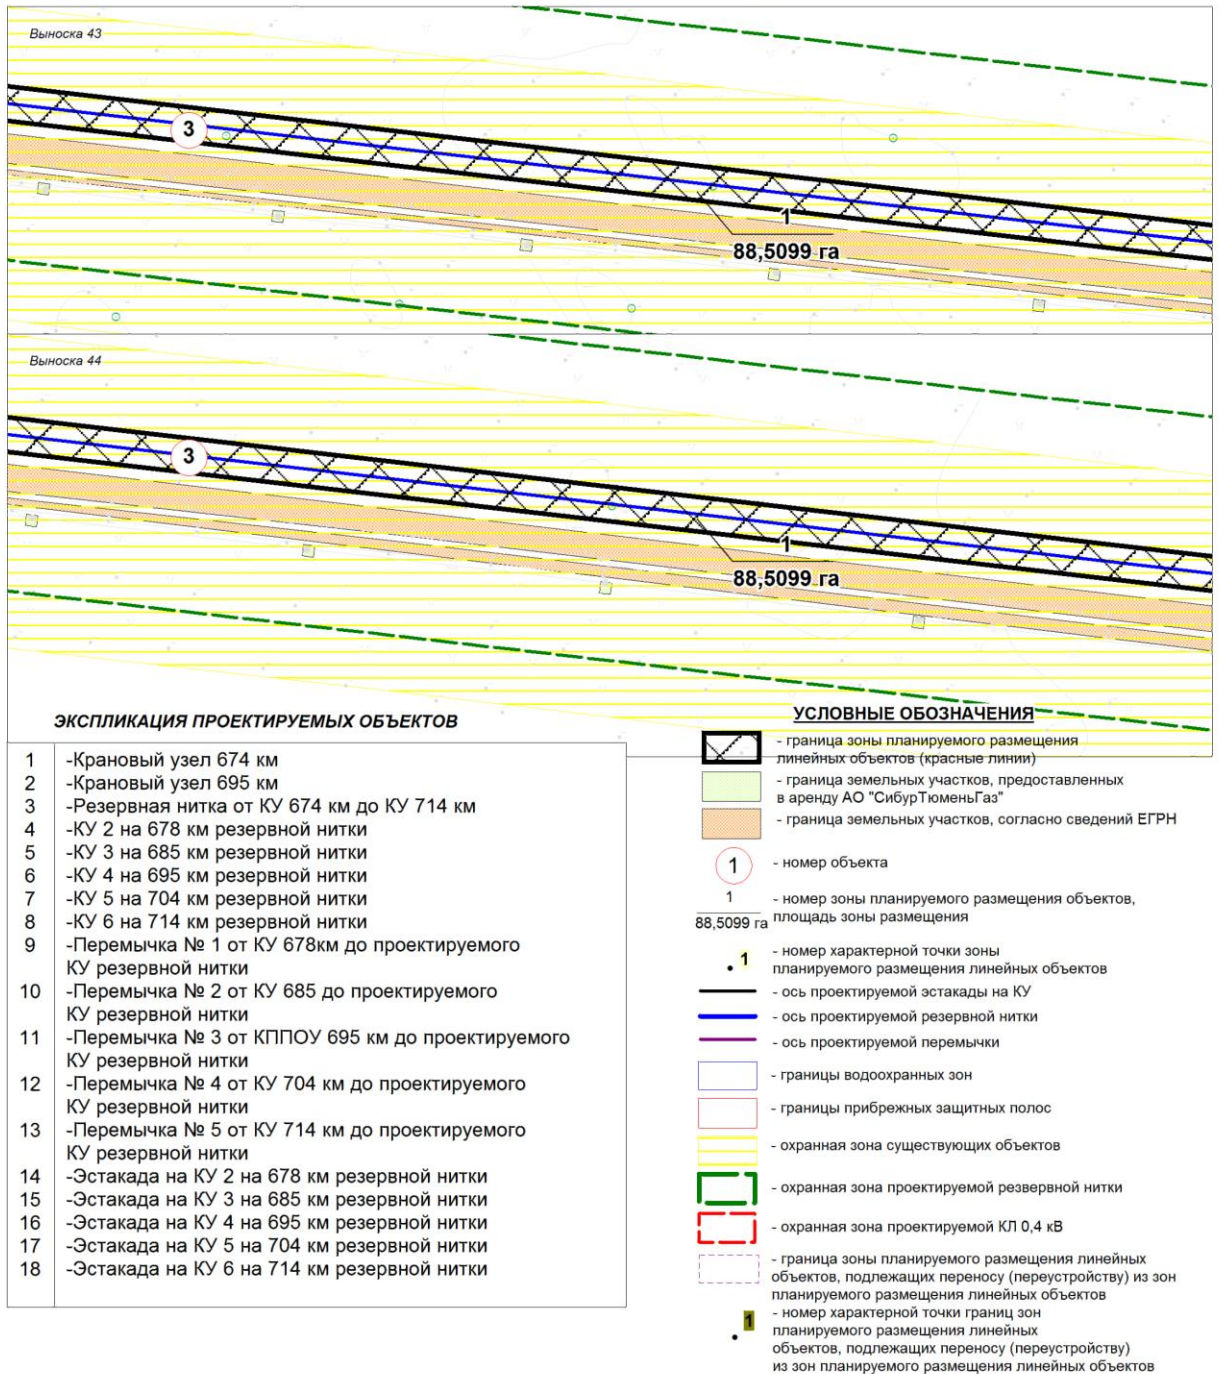 Выноска 43
3
1
88,5099 га
Выноска 44
3
1
88,5099 га
ЭКСПЛИКАЦИЯ ПРОЕКТИРУЕМЫХ ОБЪЕКТОВ
1 -Крановый узел 674 км
2 -Крановый узел 695 км
3 -Резервная нитка от КУ 674 км до КУ 714 км
4 -КУ 2 на 678 км резервной нитки
5 -КУ 3 на 685 км резервной нитки
6 -КУ 4 на 695 км резервной нитки
7 -КУ 5 на 704 км резервной нитки
8 -КУ 6 на 714 км резервной нитки
9 -Перемычка № 1 от КУ 678км до проектируемого
КУ резервной нитки
10 -Перемычка № 2 от КУ 685 до проектируемого
КУ резервной нитки
11 -Перемычка № 3 от КППОУ 695 км до проектируемого
КУ резервной нитки
12 -Перемычка № 4 от КУ 704 км до проектируемого
КУ резервной нитки
13 -Перемычка № 5 от КУ 714 км до проектируемого
КУ резервной нитки
14 -Эстакада на КУ 2 на 678 км резервной нитки
15 -Эстакада на КУ 3 на 685 км резервной нитки
16 -Эстакада на КУ 4 на 695 км резервной нитки
17 -Эстакада на КУ 5 на 704 км резервной нитки
18 -Эстакада на КУ 6 на 714 км резервной нитки
УСЛОВНЫЕ ОБОЗНАЧЕНИЯ
- граница зоны планируемого размещения
линейных объектов (красные линии)
- граница земельных участков, предоставленных
в аренду АО "СибурТюменьГаз"
- граница земельных участков, согласно сведений ЕГРН
1 - номер объекта
1 - номер зоны планируемого размещения объектов,
88,5099 га площадь зоны размещения
1 - номер характерной точки зоны
планируемого размещения линейных объектов
- ось проектируемой эстакады на КУ
- ось проектируемой резервной нитки
- ось проектируемой перемычки
- границы водоохранных зон
- границы прибрежных защитных полос
- охранная зона существующих объектов
- охранная зона проектируемой резвервной нитки
- охранная зона проектируемой КЛ 0,4 кВ
- граница зоны планируемого размещения линейных
объектов, подлежащих переносу (переустройству) из зон
планируемого размещения линейных объектов
1 - номер характерной точки границ зон
планируемого размещения линейных
объектов, подлежащих переносу (переустройству)
из зон планируемого размещения линейных объектов